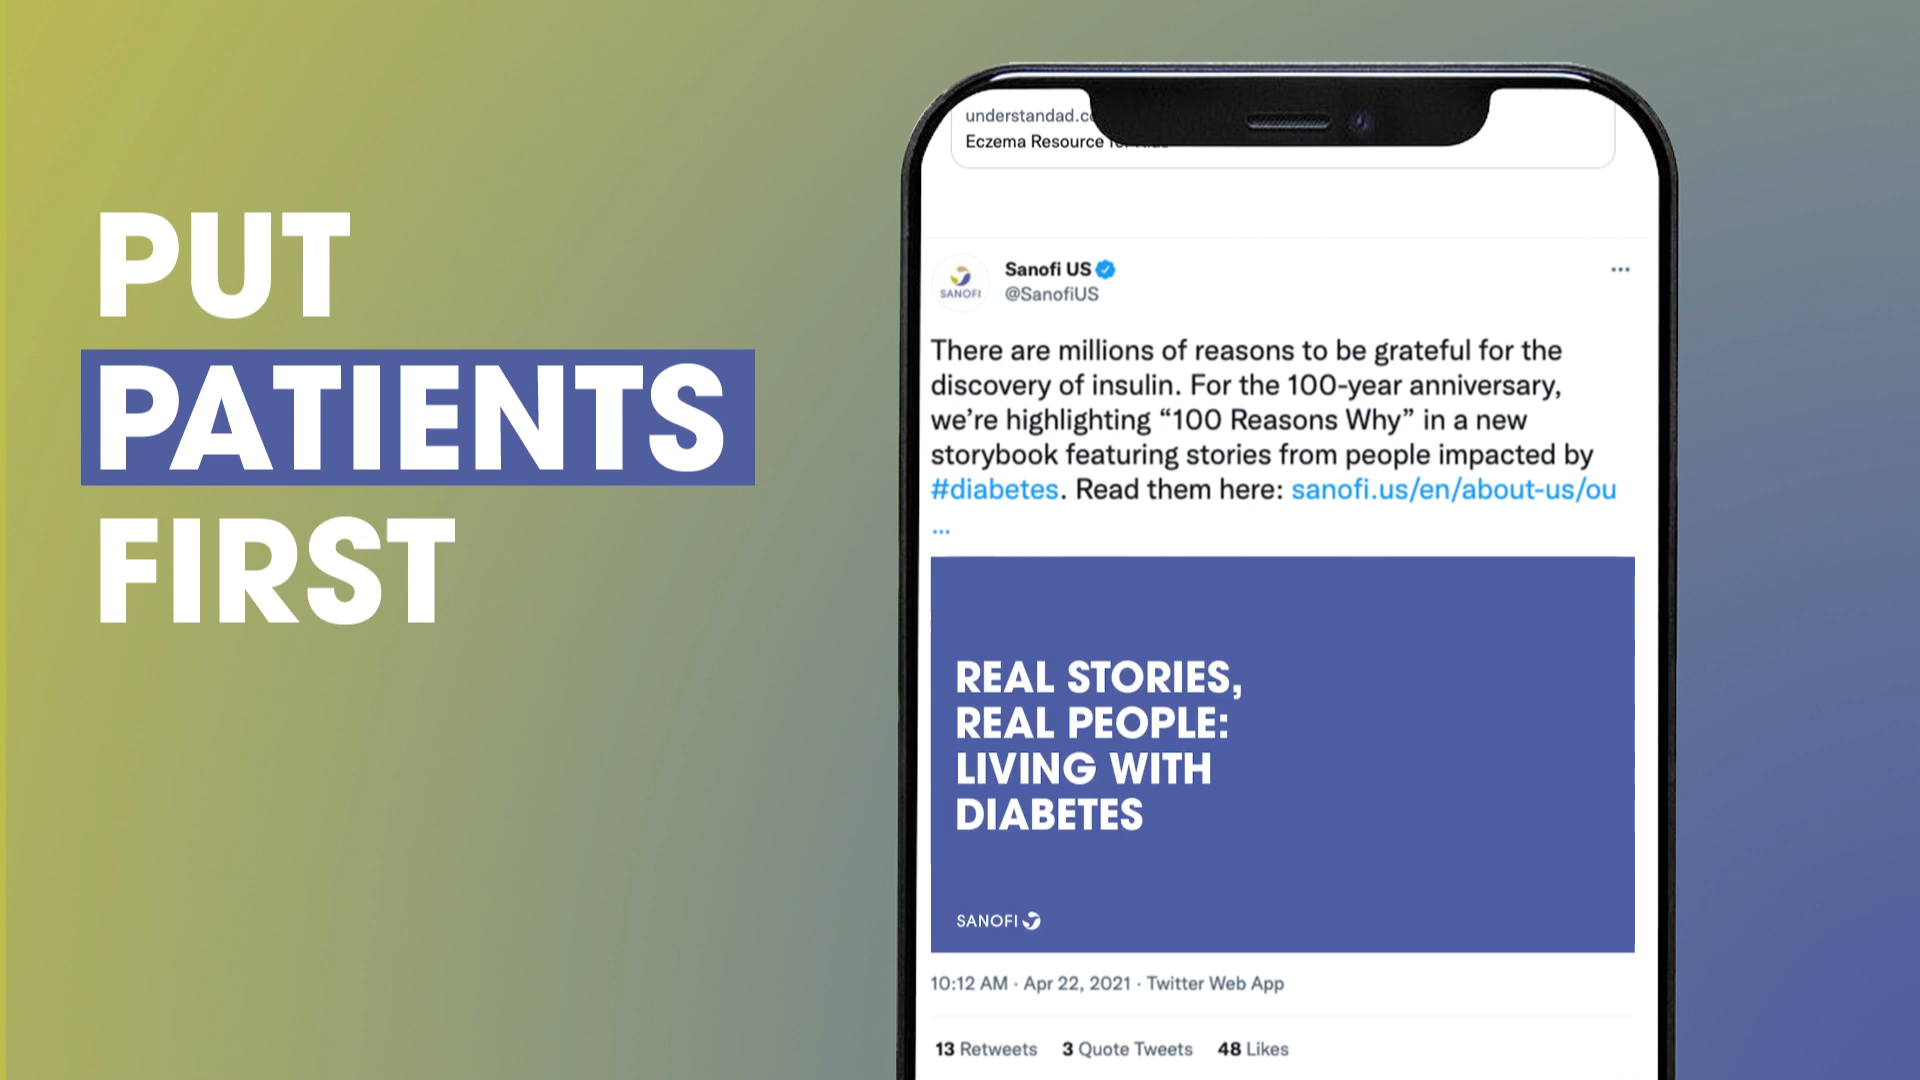 PUT
PATIENTS
FIRST
understandad.c
Eczema Resource
Sanofi US
@SanofiUS
SANOFI
There are millions of reasons to be grateful for the
discovery of insulin. For the 100-year anniversary,
we’re highlighting “100 Reasons Why” in a new
storybook featuring stories from people impacted by
#diabetes. Read them here: sanofi.us/en/about-us/ou
...
REAL STORIES,
REAL PEOPLE:
LIVING WITH
DIABETES
SANOFI
10:12 AM · Apr 22, 2021 · Twitter Web App
13 Retweets 3 Quote Tweets 48 Likes